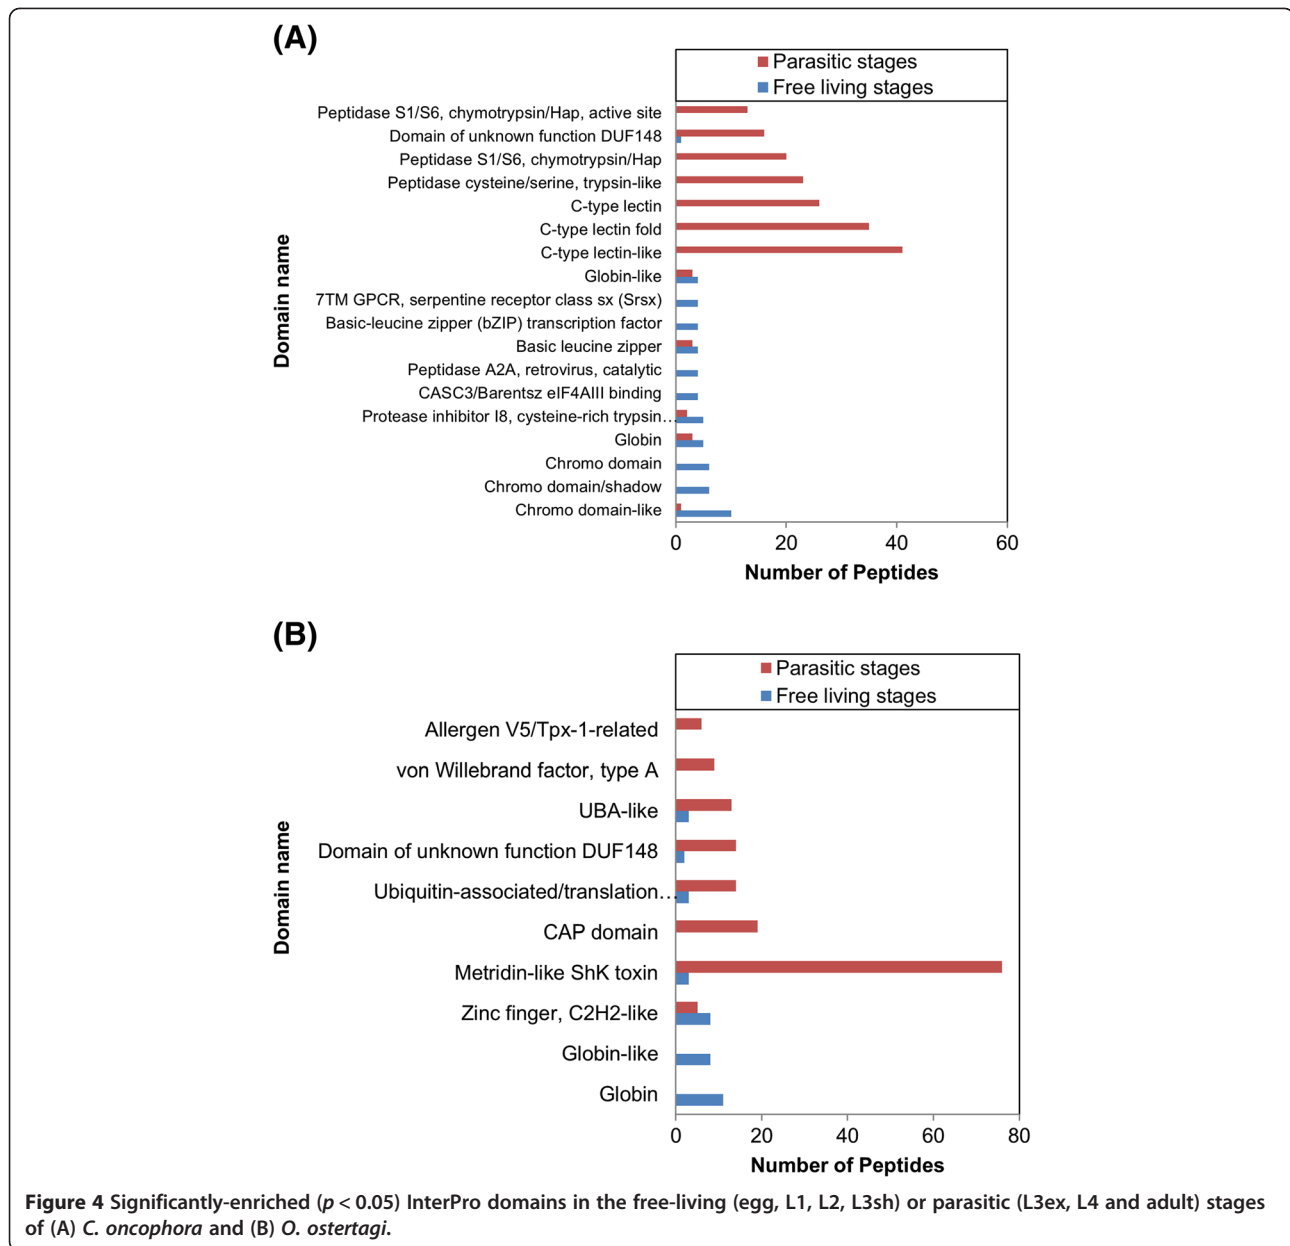 (A)
Parasitic stages
Free living stages
Peptidase S1/S6, chymotrypsin/Hap, active site
Domain of unknown function DUF148
Peptidase S1/S6, chymotrypsin/Hap
Peptidase cysteine/serine, trypsin-like
C-type lectin
C-type lectin fold
C-type lectin-like
Globin-like
7TM GPCR, serpentine receptor class sx (Srsx)
Basic-leucine zipper (bZIP) transcription factor
Basic leucine zipper
Peptidase A2A, retrovirus, catalytic
CASC3/Barentsz eIF4AIII binding
Protease inhibitor I8, cysteine-rich trypsin…
Globin
Chromo domain
Chromo domain/shadow
Chromo domain-like
Domain name
0 20 40 60
Number of Peptides
(B)
Parasitic stages
Free living stages
Allergen V5/Tpx-1-related
von Willebrand factor, type A
UBA-like
Domain of unknown function DUF148
Ubiquitin-associated/translation…
CAP domain
Metridin-like ShK toxin
Zinc finger, C2H2-like
Globin-like
Globin
Domain name
0 20 40 60 80
Number of Peptides
Figure 4 Significantly-enriched (p < 0.05) InterPro domains in the free-living (egg, L1, L2, L3sh) or parasitic (L3ex, L4 and adult) stages
of (A) C. oncophora and (B) O. ostertagi.